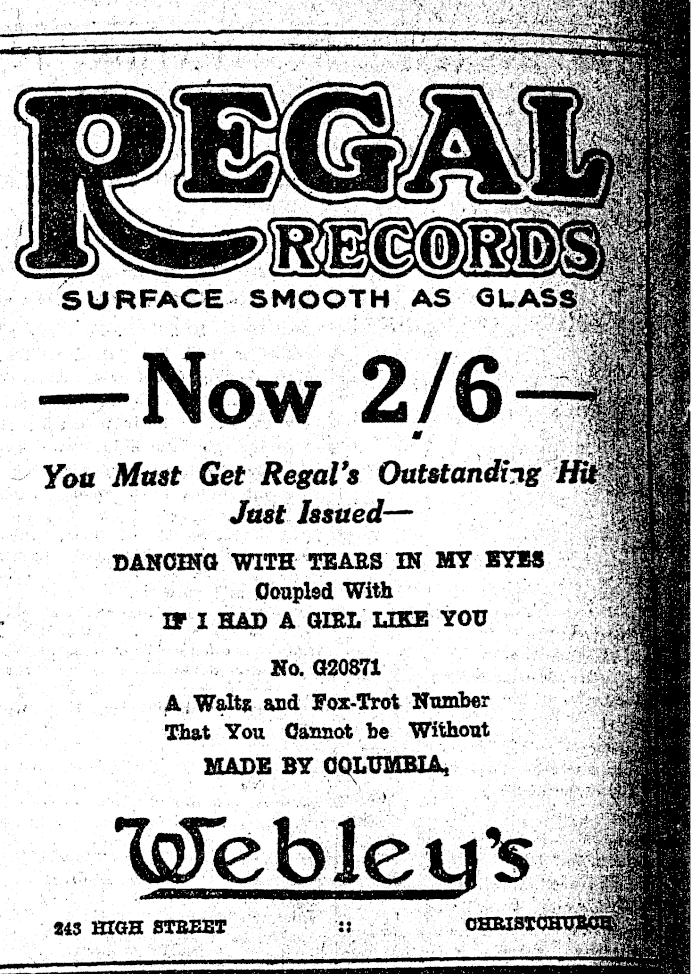 REGAL
RECORDS
SURFACE SMOOTH AS GLASS
—Now 2/6—
You Must Get Regal's Outstanding Hit
Just Issued—
DANCING WITH TEARS IN MY EYES
Coupled With
IF I HAD A GIRL LIKE YOU
No. G20871
A Waltz and Fox-Trot Number
That You Cannot be Without
MADE BY COLUMBIA,
Webley's
243 HIGH STREET :: CHRISTCHURCH